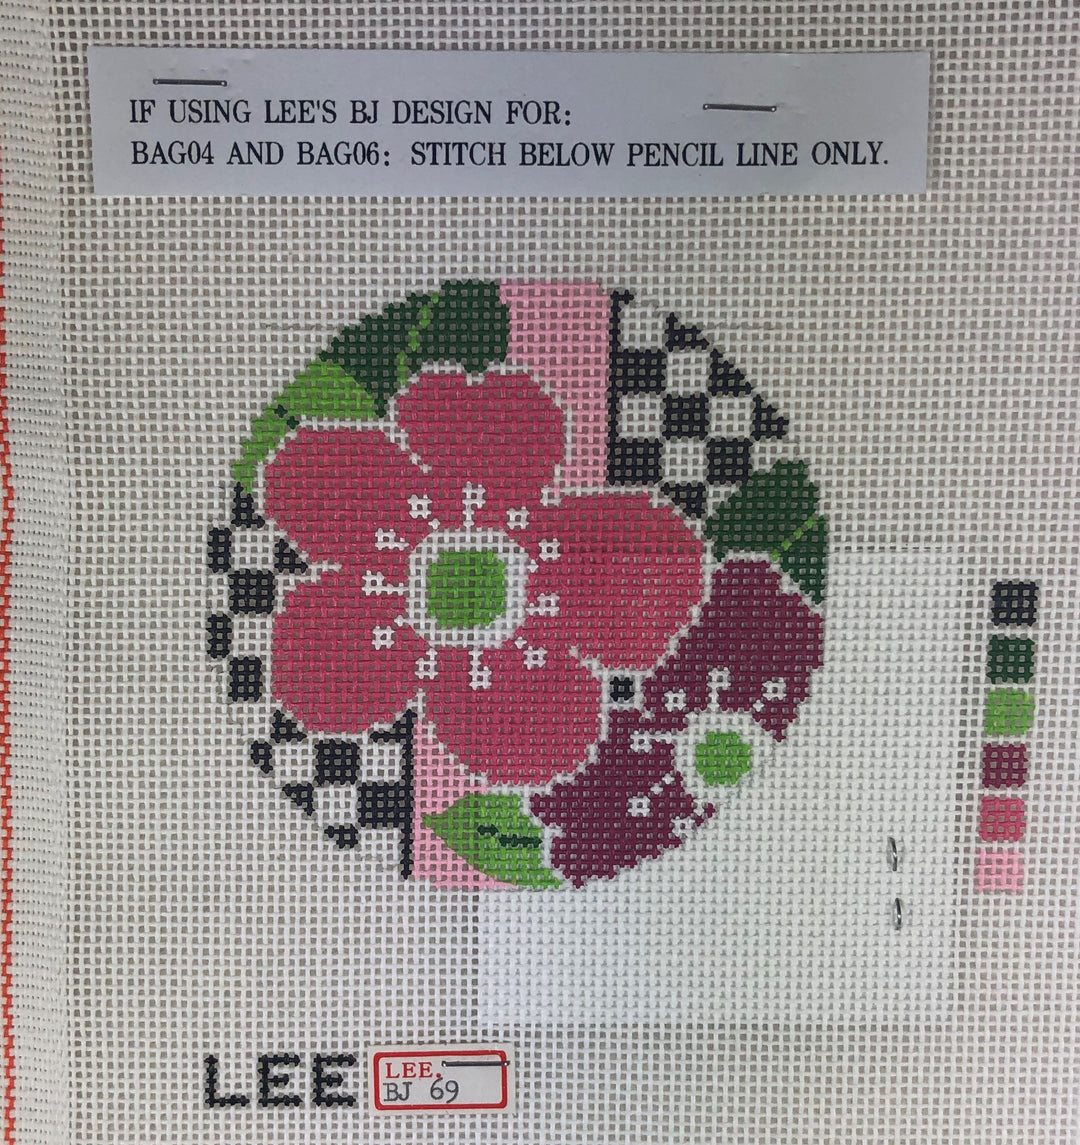 IF USING LEE'S BJ DESIGN FOR:
BAG04 AND BAG06: STITCH BELOW PENCIL LINE ONLY.
LEE
LEE.
BJ 69